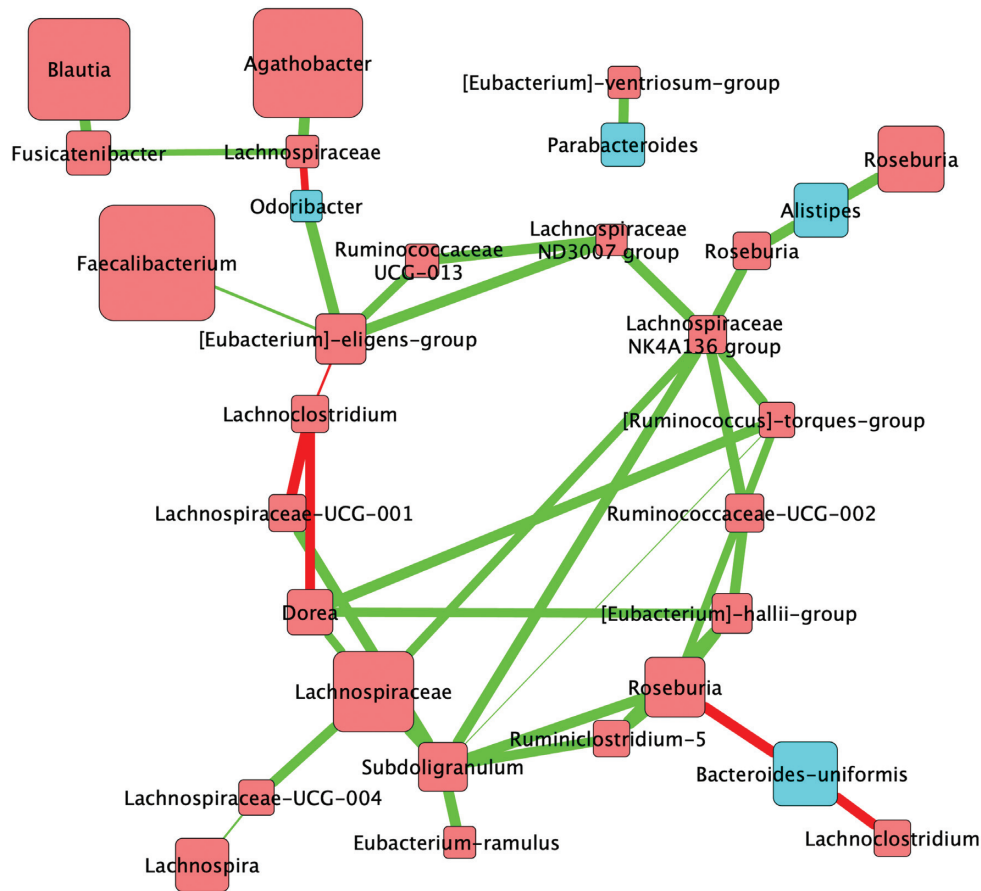 Blautia
Agathobacter
[Eubacterium]-ventriosum-group
Fusicatenibacter
Lachnospiraceae
Parabacteroides
Roseburia
Odoribacter
Alistipes
Faecalibacterium
Ruminococcaceae
UCG-013
Lachnospiraceae
ND3007 group
Roseburia
[Eubacterium]-eligens-group
Lachnospiraceae
NK4A136 group
Lachnoclostridium
[Ruminococcus]-torques-group
Lachnospiraceae-UCG-001
Ruminococcaceae-UCG-002
Dorea
[Eubacterium]-hallii-group
Lachnospiraceae
Roseburia
Subdoligranulum
Ruminiclostridium-5
Bacteroides-uniformis
Lachnospiraceae-UCG-004
Eubacterium-ramulus
Lachnoclostridium
Lachnospira